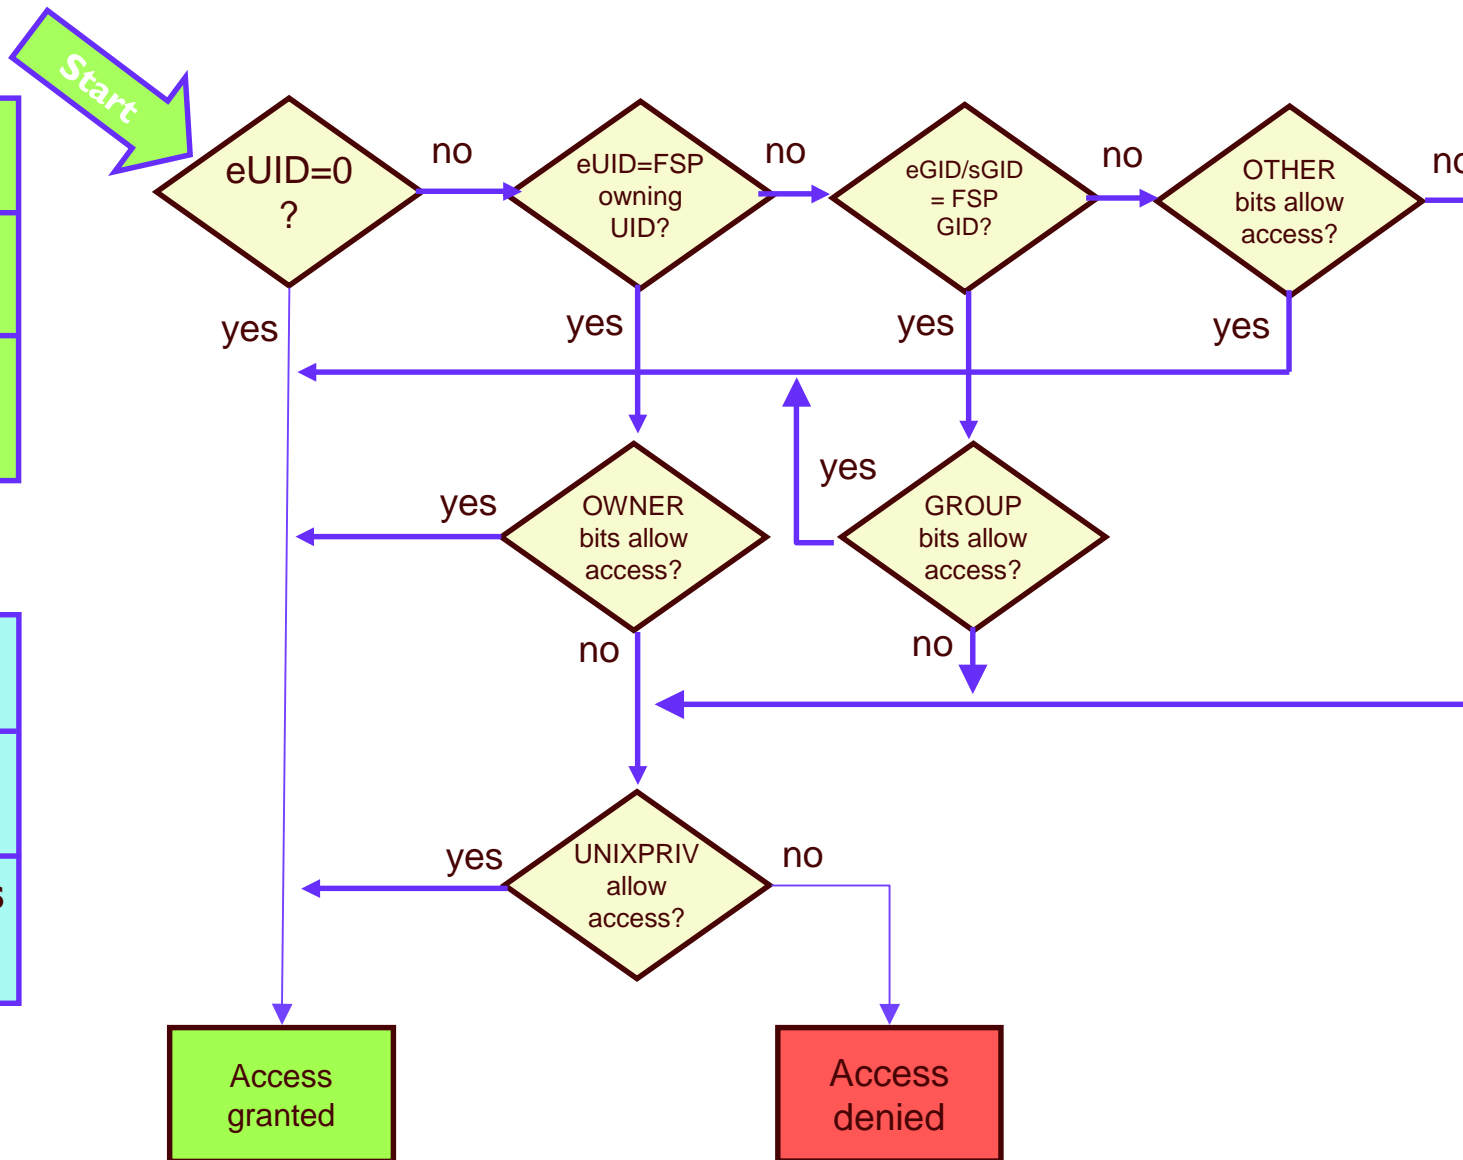 Start
eUID=0
?
no
eUID=FSP
owning
UID?
no
eGID/sGID
= FSP
GID?
no
OTHER
bits allow
access?
no
yes
yes
yes
yes
yes
OWNER
bits allow
access?
yes
GROUP
bits allow
access?
no
no
yes
UNIXPRIV
allow
access?
no
s
Access
granted
Access
denied